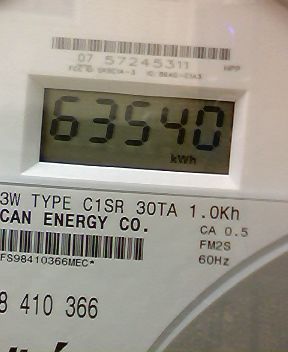 07 57245311
63540
kWh
3W TYPE C1SR 30TA 1.0Kh
CAN ENERGY CO.
CA 0.5
FM2S
60Hz
FS98410366MEC*
8 410 366